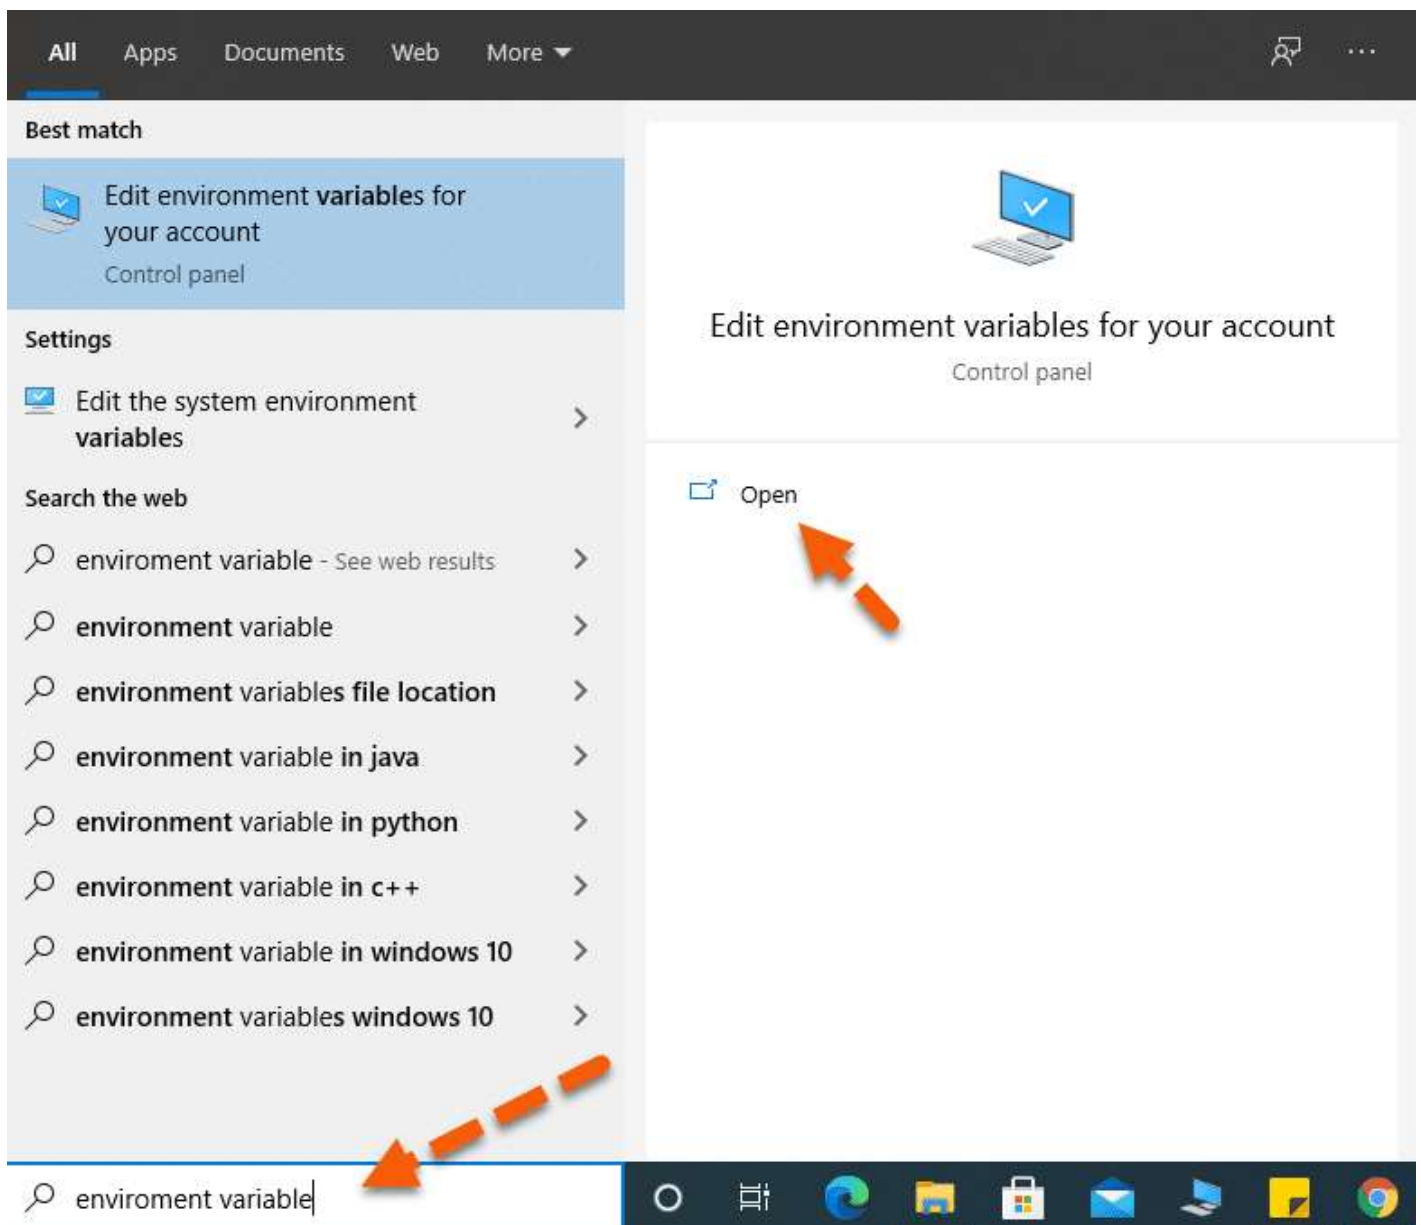 All Apps Documents Web More
Best match
Edit environment variables for
your account
Control panel
Settings
Edit the system environment
variables
Search the web
enviroment variable - See web results
environment variable
environment variables file location
environment variable in java
environment variable in python
environment variable in c++
environment variable in windows 10
environment variables windows 10
enviroment variable
Edit environment variables for your account
Control panel
Open